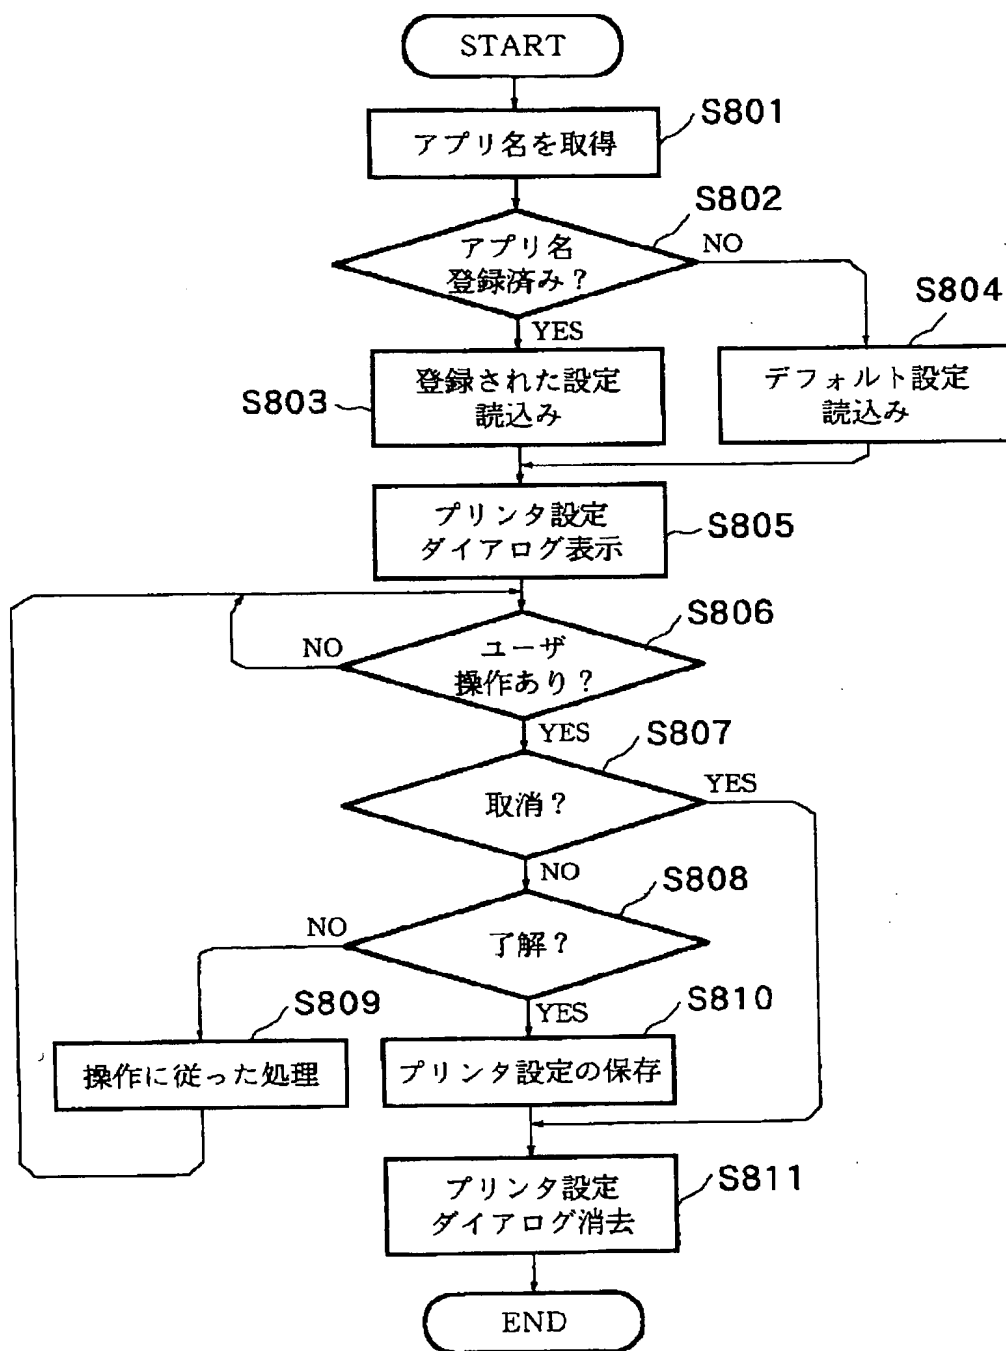 START
アプリ名を取得
S801
アプリ名
登録済み？
S802
NO
YES
登録された設定
読込み
S803
デフォルト設定
読込み
S804
プリンタ設定
ダイアログ表示
S805
ユーザ
操作あり？
S806
NO
YES
取消？
S807
YES
NO
了解？
S808
NO
YES
操作に従った処理
S809
プリンタ設定の保存
S810
プリンタ設定
ダイアログ消去
S811
END